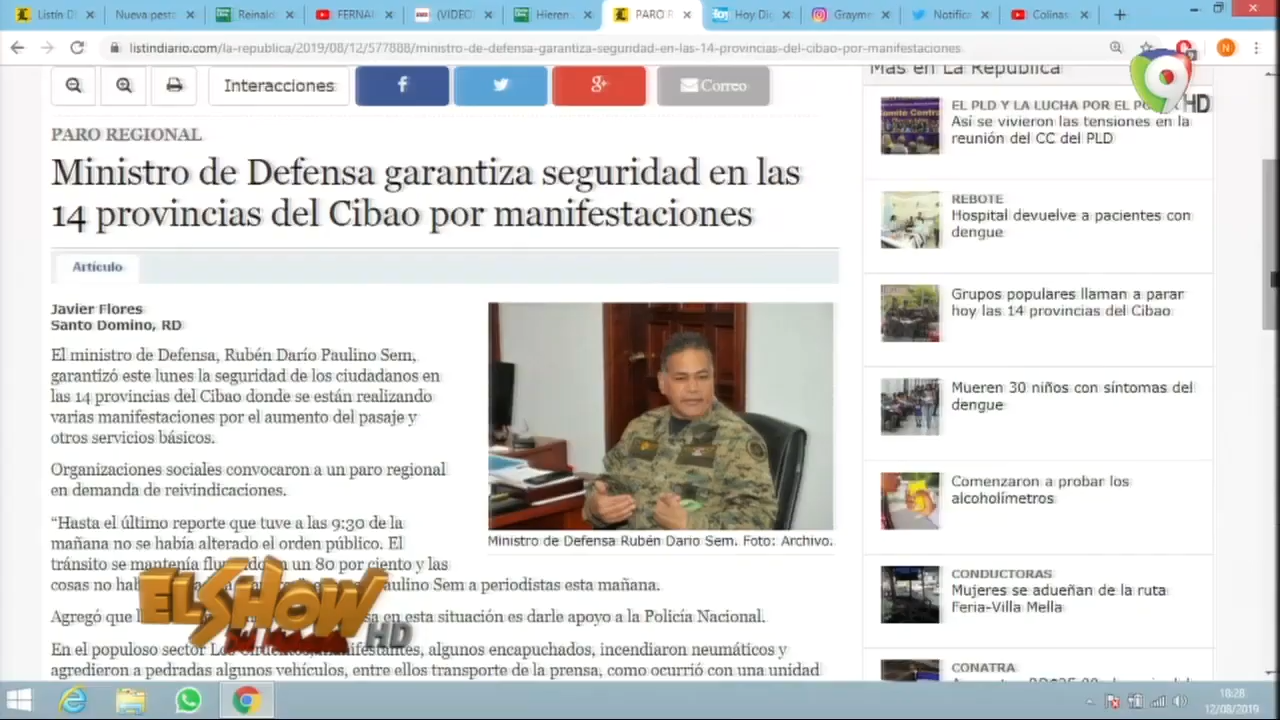 Listín D
Nueva pest
Reinald
FERNA
(VIDEO
Hieren
PARO R
Hoy Dig
Grayme
Notifica
Colinas
listindiario.com/la-republica/2019/08/12/577888/ministro-de-defensa-garantiza-seguridad-en-las-14-provincias-del-cibao-por-manifestaciones
N
Interacciones
f
g+
Correo
PARO REGIONAL
Ministro de Defensa garantiza seguridad en las
14 provincias del Cibao por manifestaciones
Artículo
Javier Flores
Santo Domino, RD
El ministro de Defensa, Rubén Darío Paulino Sem,
garantizó este lunes la seguridad de los ciudadanos en
las 14 provincias del Cibao donde se están realizando
varias manifestaciones por el aumento del pasaje y
otros servicios básicos.
Organizaciones sociales convocaron a un paro regional
en demanda de reivindicaciones.
“Hasta el último reporte que tuve a las 9:30 de la
mañana no se había alterado el orden público. El
tránsito se mantenía en un 80 por ciento y las
cosas no Paulino Sem a periodistas esta mañana.
Agregó que en esta situación es darle apoyo a la Policía Nacional.
En el populoso sector manifestantes, algunos encapuchados, incendiaron neumáticos y
agredieron a pedradas algunos vehículos, entre ellos transporte de la prensa, como ocurrió con una unidad
Ministro de Defensa Rubén Dario Sem. Foto: Archivo.
Más en La República
EL PLD Y LA LUCHA POR EL
Así se vivieron las tensiones en la
reunión del CC del PLD
REBOTE
Hospital devuelve a pacientes con
dengue
Grupos populares llaman a parar
hoy las 14 provincias del Cibao
Mueren 30 niños con síntomas del
dengue
Comenzaron a probar los
alcoholímetros
CONDUCTORAS
Mujeres se adueñan de la ruta
Feria-Villa Mella
CONATRA
9
HD
EL SHOW
HD
18:28
12/08/2019